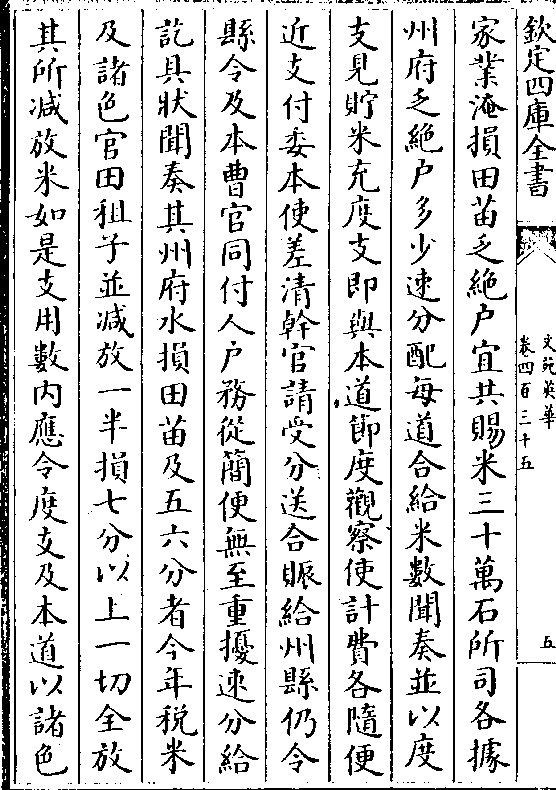 欽定四庫全書
文苑英華
卷四百三十五
五
家業淹損田苗乏絶户宜共賜米三十萬石所司各據
州府乏絶户多少速分配毎道合給米數聞奏並以度
支見貯米充度支即與本道節度觀察使計費各隨便
近支付委本使差清幹官請受分送合賑給州縣仍令
縣令及本曹官同付人户務從簡便無至重擾速分給
訖具狀聞奏其州府水損田苗及五六分者今年税米
及諸色官田租子並減放一半損七分以上一切全放
其所減放米如是支用數内應令度支及本道以諸色